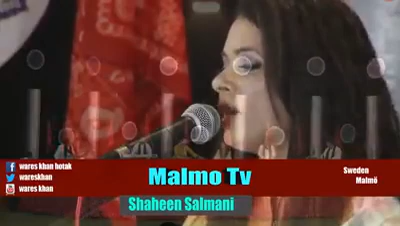 wares khan hotak
wareskhan
wares khan
Malmo Tv
Sweden
Malmö
Shaheen Salmani